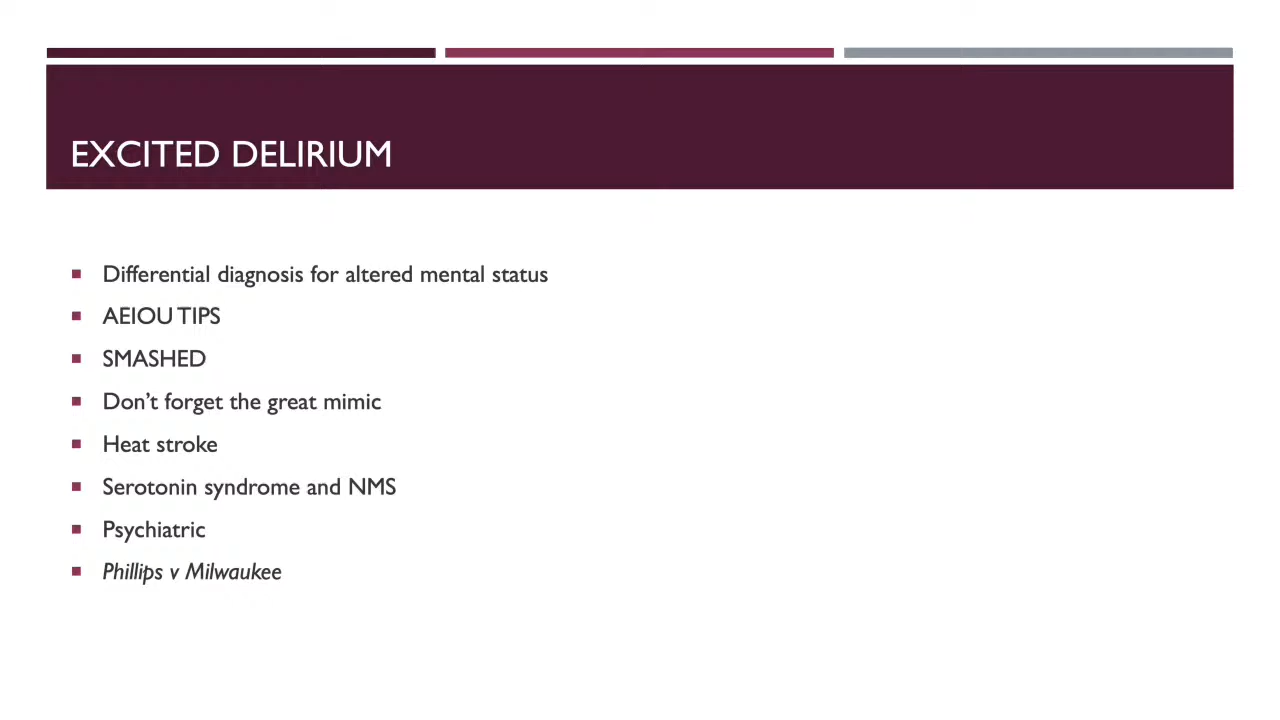 EXCITED DELIRIUM
Differential diagnosis for altered mental status
AEIOU TIPS
SMASHED
Don’t forget the great mimic
Heat stroke
Serotonin syndrome and NMS
Psychiatric
Phillips v Milwaukee